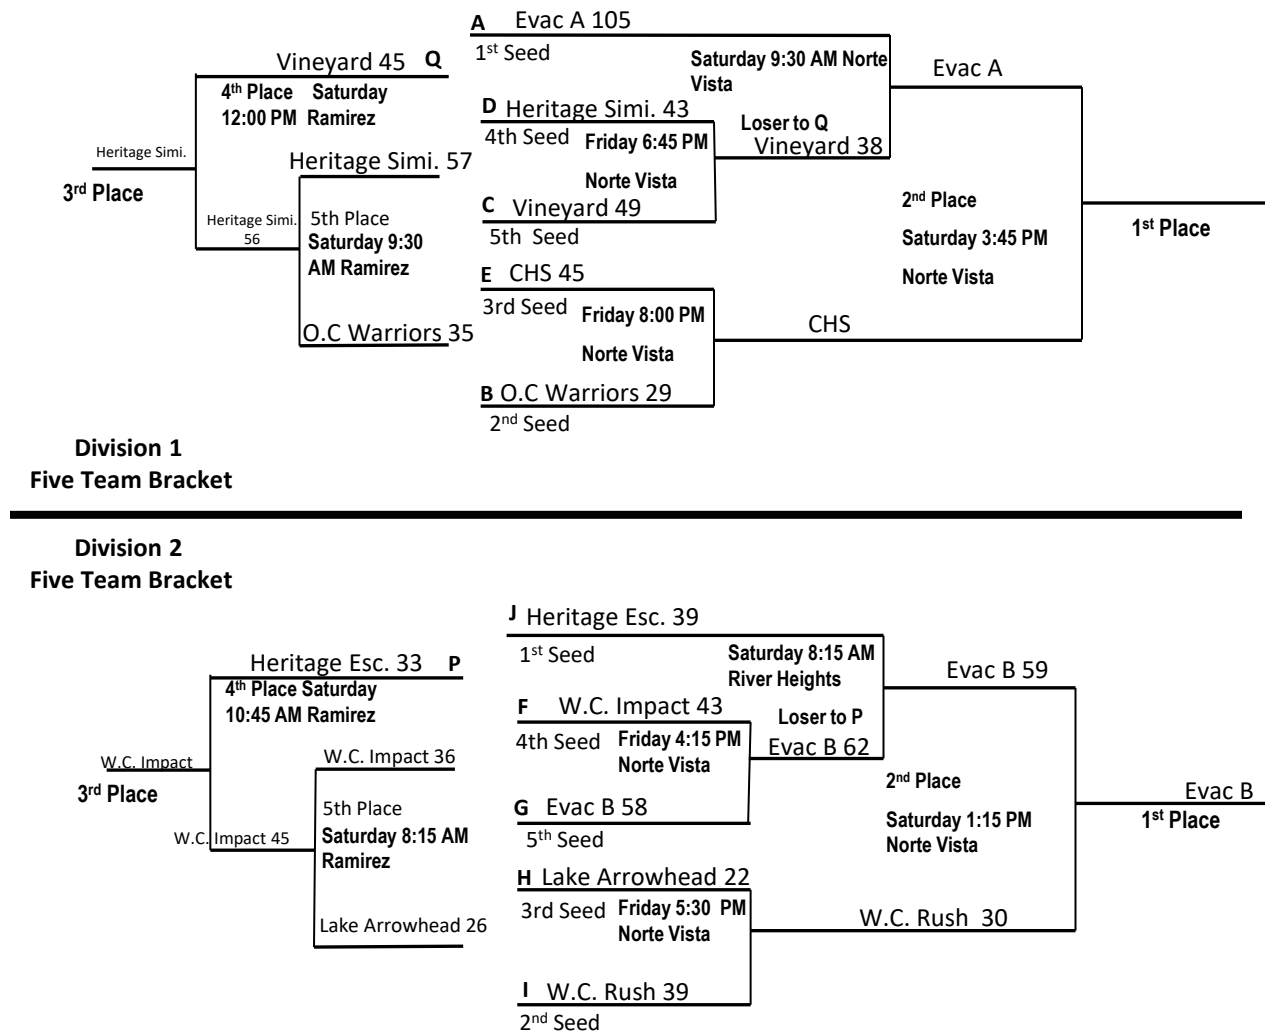 A Evac A 105
1st Seed
Vineyard 45 Q
4th Place Saturday
12:00 PM Ramirez
Saturday 9:30 AM Norte
Vista
Evac A
D Heritage Simi. 43
4th Seed
Friday 6:45 PM
Norte Vista
Loser to Q
Vineyard 38
Heritage Simi.
3rd Place
Heritage Simi. 57
Heritage Simi.
56
5th Place
Saturday 9:30
AM Ramirez
O.C Warriors 35
C Vineyard 49
5th Seed
2nd Place
Saturday 3:45 PM
Norte Vista
1st Place
E CHS 45
3rd Seed
Friday 8:00 PM
Norte Vista
CHS
B O.C Warriors 29
2nd Seed
Division 1
Five Team Bracket
Division 2
Five Team Bracket
J Heritage Esc. 39
1st Seed
Saturday 8:15 AM
River Heights
Evac B 59
Heritage Esc. 33 P
4th Place Saturday
10:45 AM Ramirez
F W.C. Impact 43
4th Seed
Friday 4:15 PM
Norte Vista
Loser to P
Evac B 62
W.C. Impact
3rd Place
W.C. Impact 36
5th Place
Saturday 8:15 AM
Ramirez
W.C. Impact 45
Lake Arrowhead 26
G Evac B 58
5th Seed
2nd Place
Saturday 1:15 PM
Norte Vista
Evac B
1st Place
H Lake Arrowhead 22
3rd Seed
Friday 5:30 PM
Norte Vista
W.C. Rush 30
I W.C. Rush 39
2nd Seed